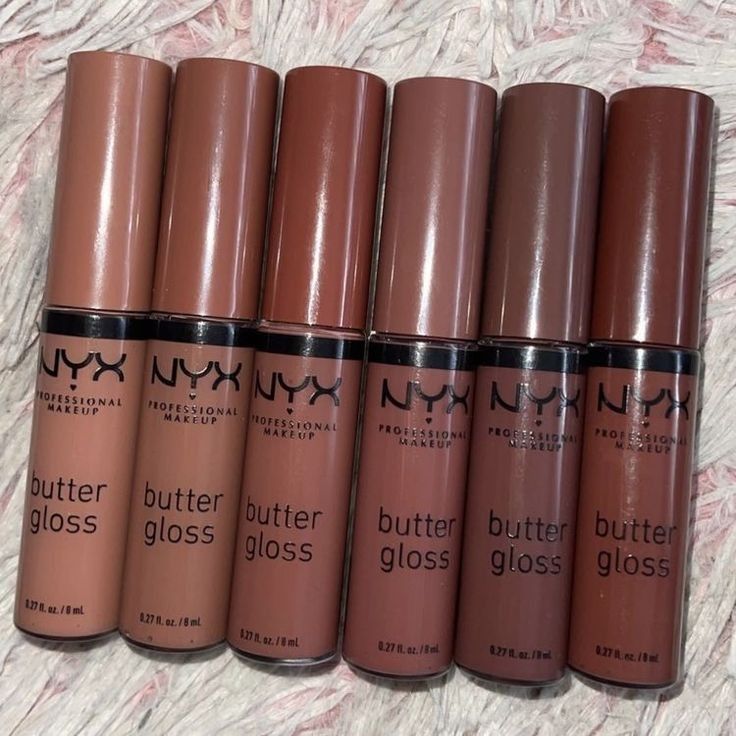 NYX
PROFESSIONAL
MAKEUP
butter
gloss
0.27 fl. oz. / 8 mL
NYX
PROFESSIONAL
MAKEUP
butter
gloss
0.27 fl. oz. / 8 mL
NYX
PROFESSIONAL
MAKEUP
butter
gloss
0.27 fl. oz. / 8 mL
NYX
PROFESSIONAL
MAKEUP
butter
gloss
0.27 fl. oz. / 8 mL
NYX
PROFESSIONAL
MAKEUP
butter
gloss
0.27 fl. oz. / 8 mL
NYX
PROFESSIONAL
MAKEUP
butter
gloss
0.27 fl. oz. / 8 mL